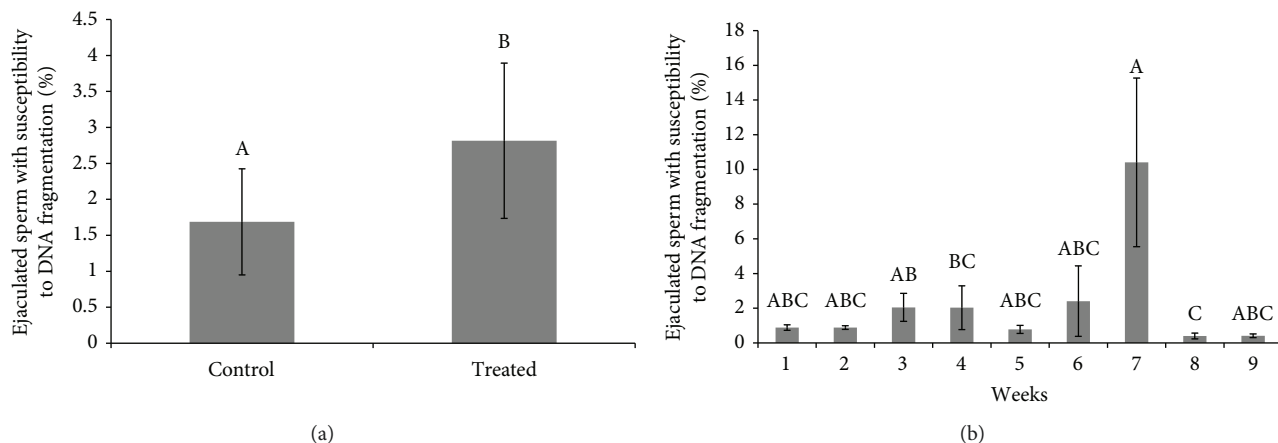 Ejaculated sperm with susceptibility
to DNA fragmentation (%)
4.5
4
3.5
3
2.5
2
1.5
1
0.5
0
A
B
Control
Treated
(a)
Ejaculated sperm with susceptibility
to DNA fragmentation (%)
18
16
14
12
10
8
6
4
2
0
ABC
ABC
AB
BC
ABC
ABC
A
C
ABC
1 2 3 4 5 6 7 8 9
Weeks
(b)